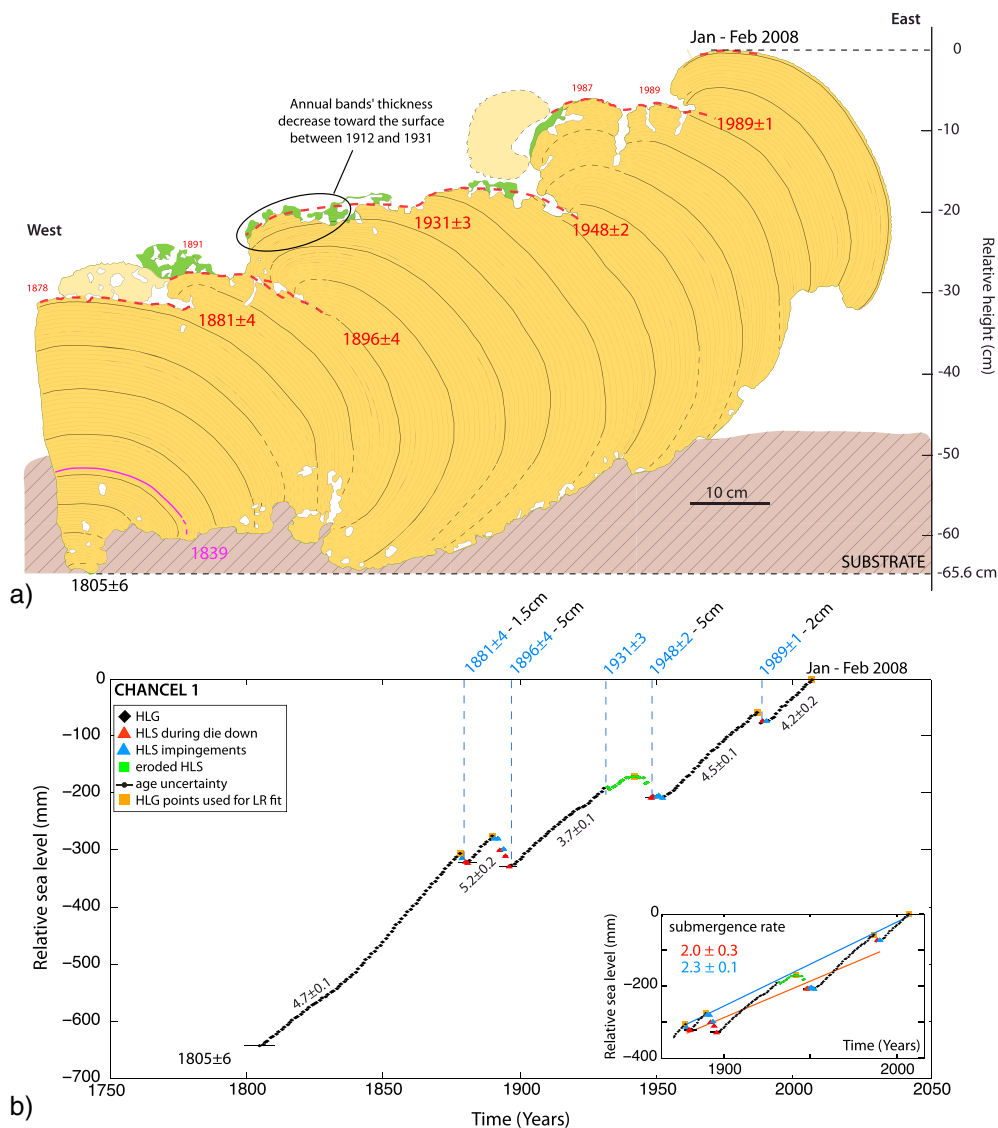 East
Jan - Feb 2008
0
1987
1989
Annual bands' thickness
decrease toward the surface
between 1912 and 1931
1989±1
-10
West
1931±3
1948±2
-20
1891
1878
1881±4
1896±4
-30
Relative height (cm)
-40
-50
10 cm
1839
-60
SUBSTRATE
-65.6 cm
1805±6
a)
1881±4 - 1.5cm
1896±4 - 5cm
1931±3
1948±2 - 5cm
1989±1 - 2cm
Jan - Feb 2008
CHANCEL 1
HLG
HLS during die down
HLS impingements
eroded HLS
age uncertainty
HLG points used for LR fit
0
−100
−200
−300
−400
−500
−600
−700
Relative sea level (mm)
4.7±0.1
5.2±0.2
3.7±0.1
4.5±0.1
4.2±0.2
1805±6
submergence rate
2.0 ± 0.3
2.3 ± 0.1
0
−200
−400
Relative sea level (mm)
Time (Years)
1900
2000
1750
1800
1850
1900
1950
2000
2050
Time (Years)
b)